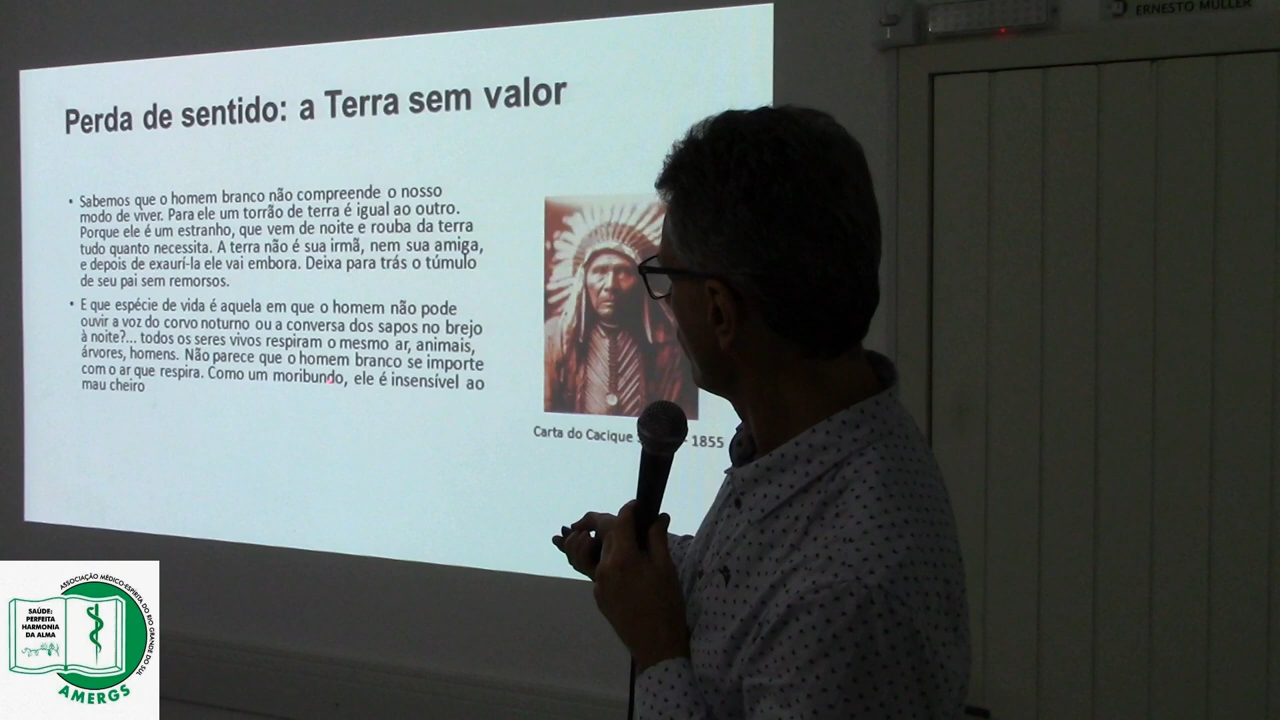 ERNESTO MÜLLER
Perda de sentido: a Terra sem valor
• Sabemos que o homem branco não compreende o nosso
modo de viver. Para ele um torrão de terra é igual ao outro.
Porque ele é um estranho, que vem de noite e rouba da terra
tudo quanto necessita. A terra não é sua irmã, nem sua amiga,
e depois de exaurí-la ele vai embora. Deixa para trás o túmulo
de seu pai sem remorsos.
• E que espécie de vida é aquela em que o homem não pode
ouvir a voz do corvo noturno ou a conversa dos sapos no brejo
à noite?... todos os seres vivos respiram o mesmo ar, animais,
árvores, homens. Não parece que o homem branco se importe
com o ar que respira. Como um moribundo, ele é insensível ao
mau cheiro
Carta do Cacique 1855
ASSOCIAÇÃO MÉDICO-ESPÍRITA DO RIO GRANDE DO SUL
SAÚDE:
PERFEITA
HARMONIA
DA ALMA
AMERGS